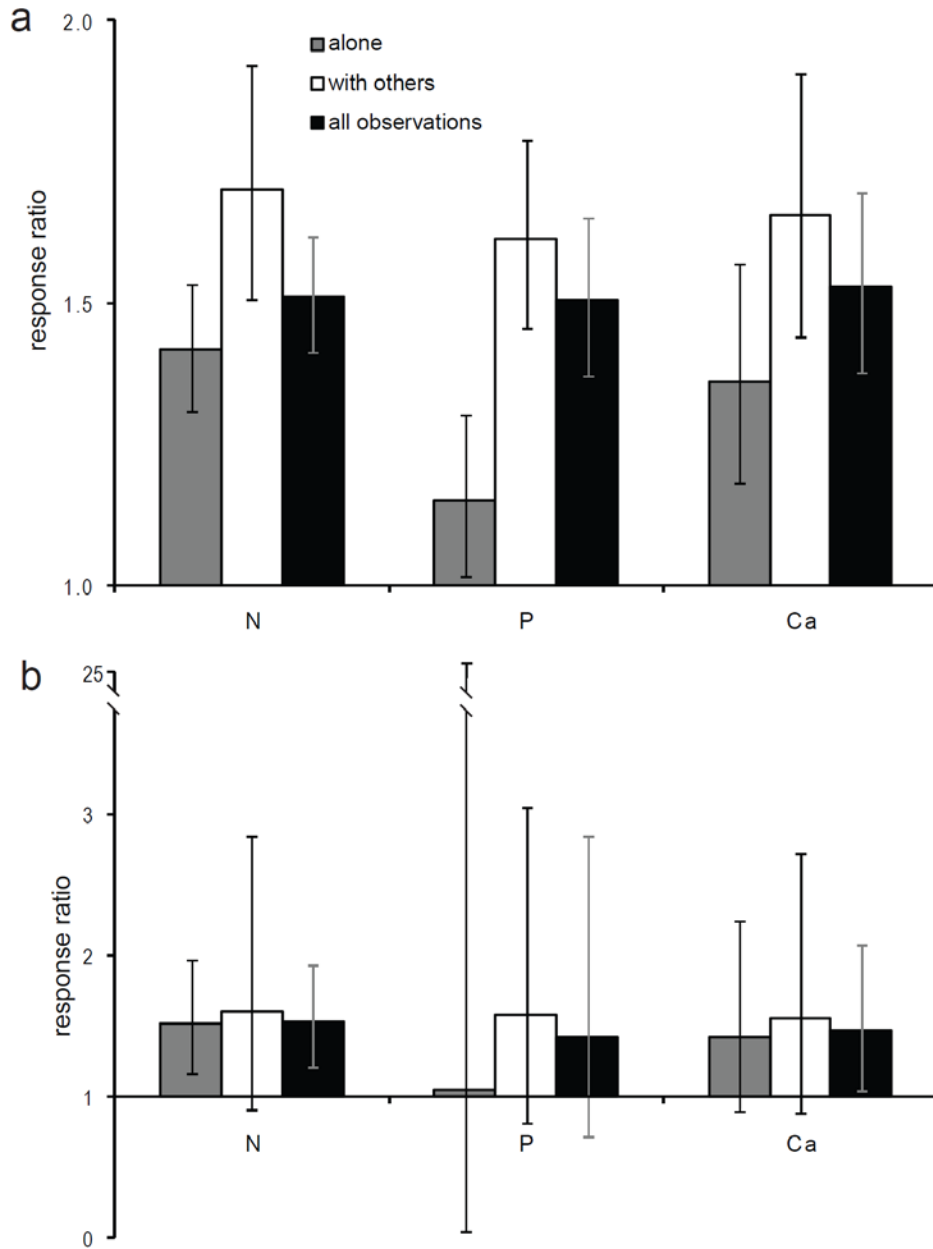 a
2.0
alone
with others
all observations
response ratio
1.5
1.0
N P Ca
b
25
3
response ratio
2
1
N P Ca
0